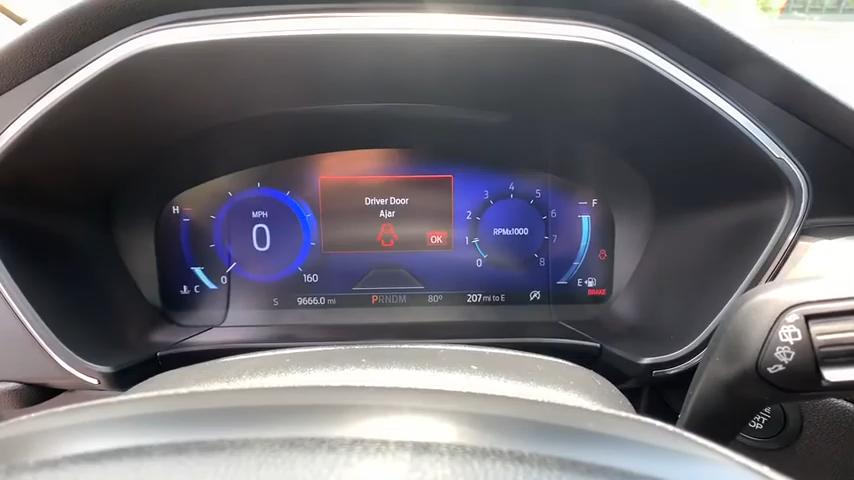 Driver Door
Ajar
OK
H
C
MPH
0
0
160
RPMx1000
0
1
2
3
4
5
6
7
8
F
E
BRAKE
S
9666.0 mi
PRNDM
80°
207 mi to E